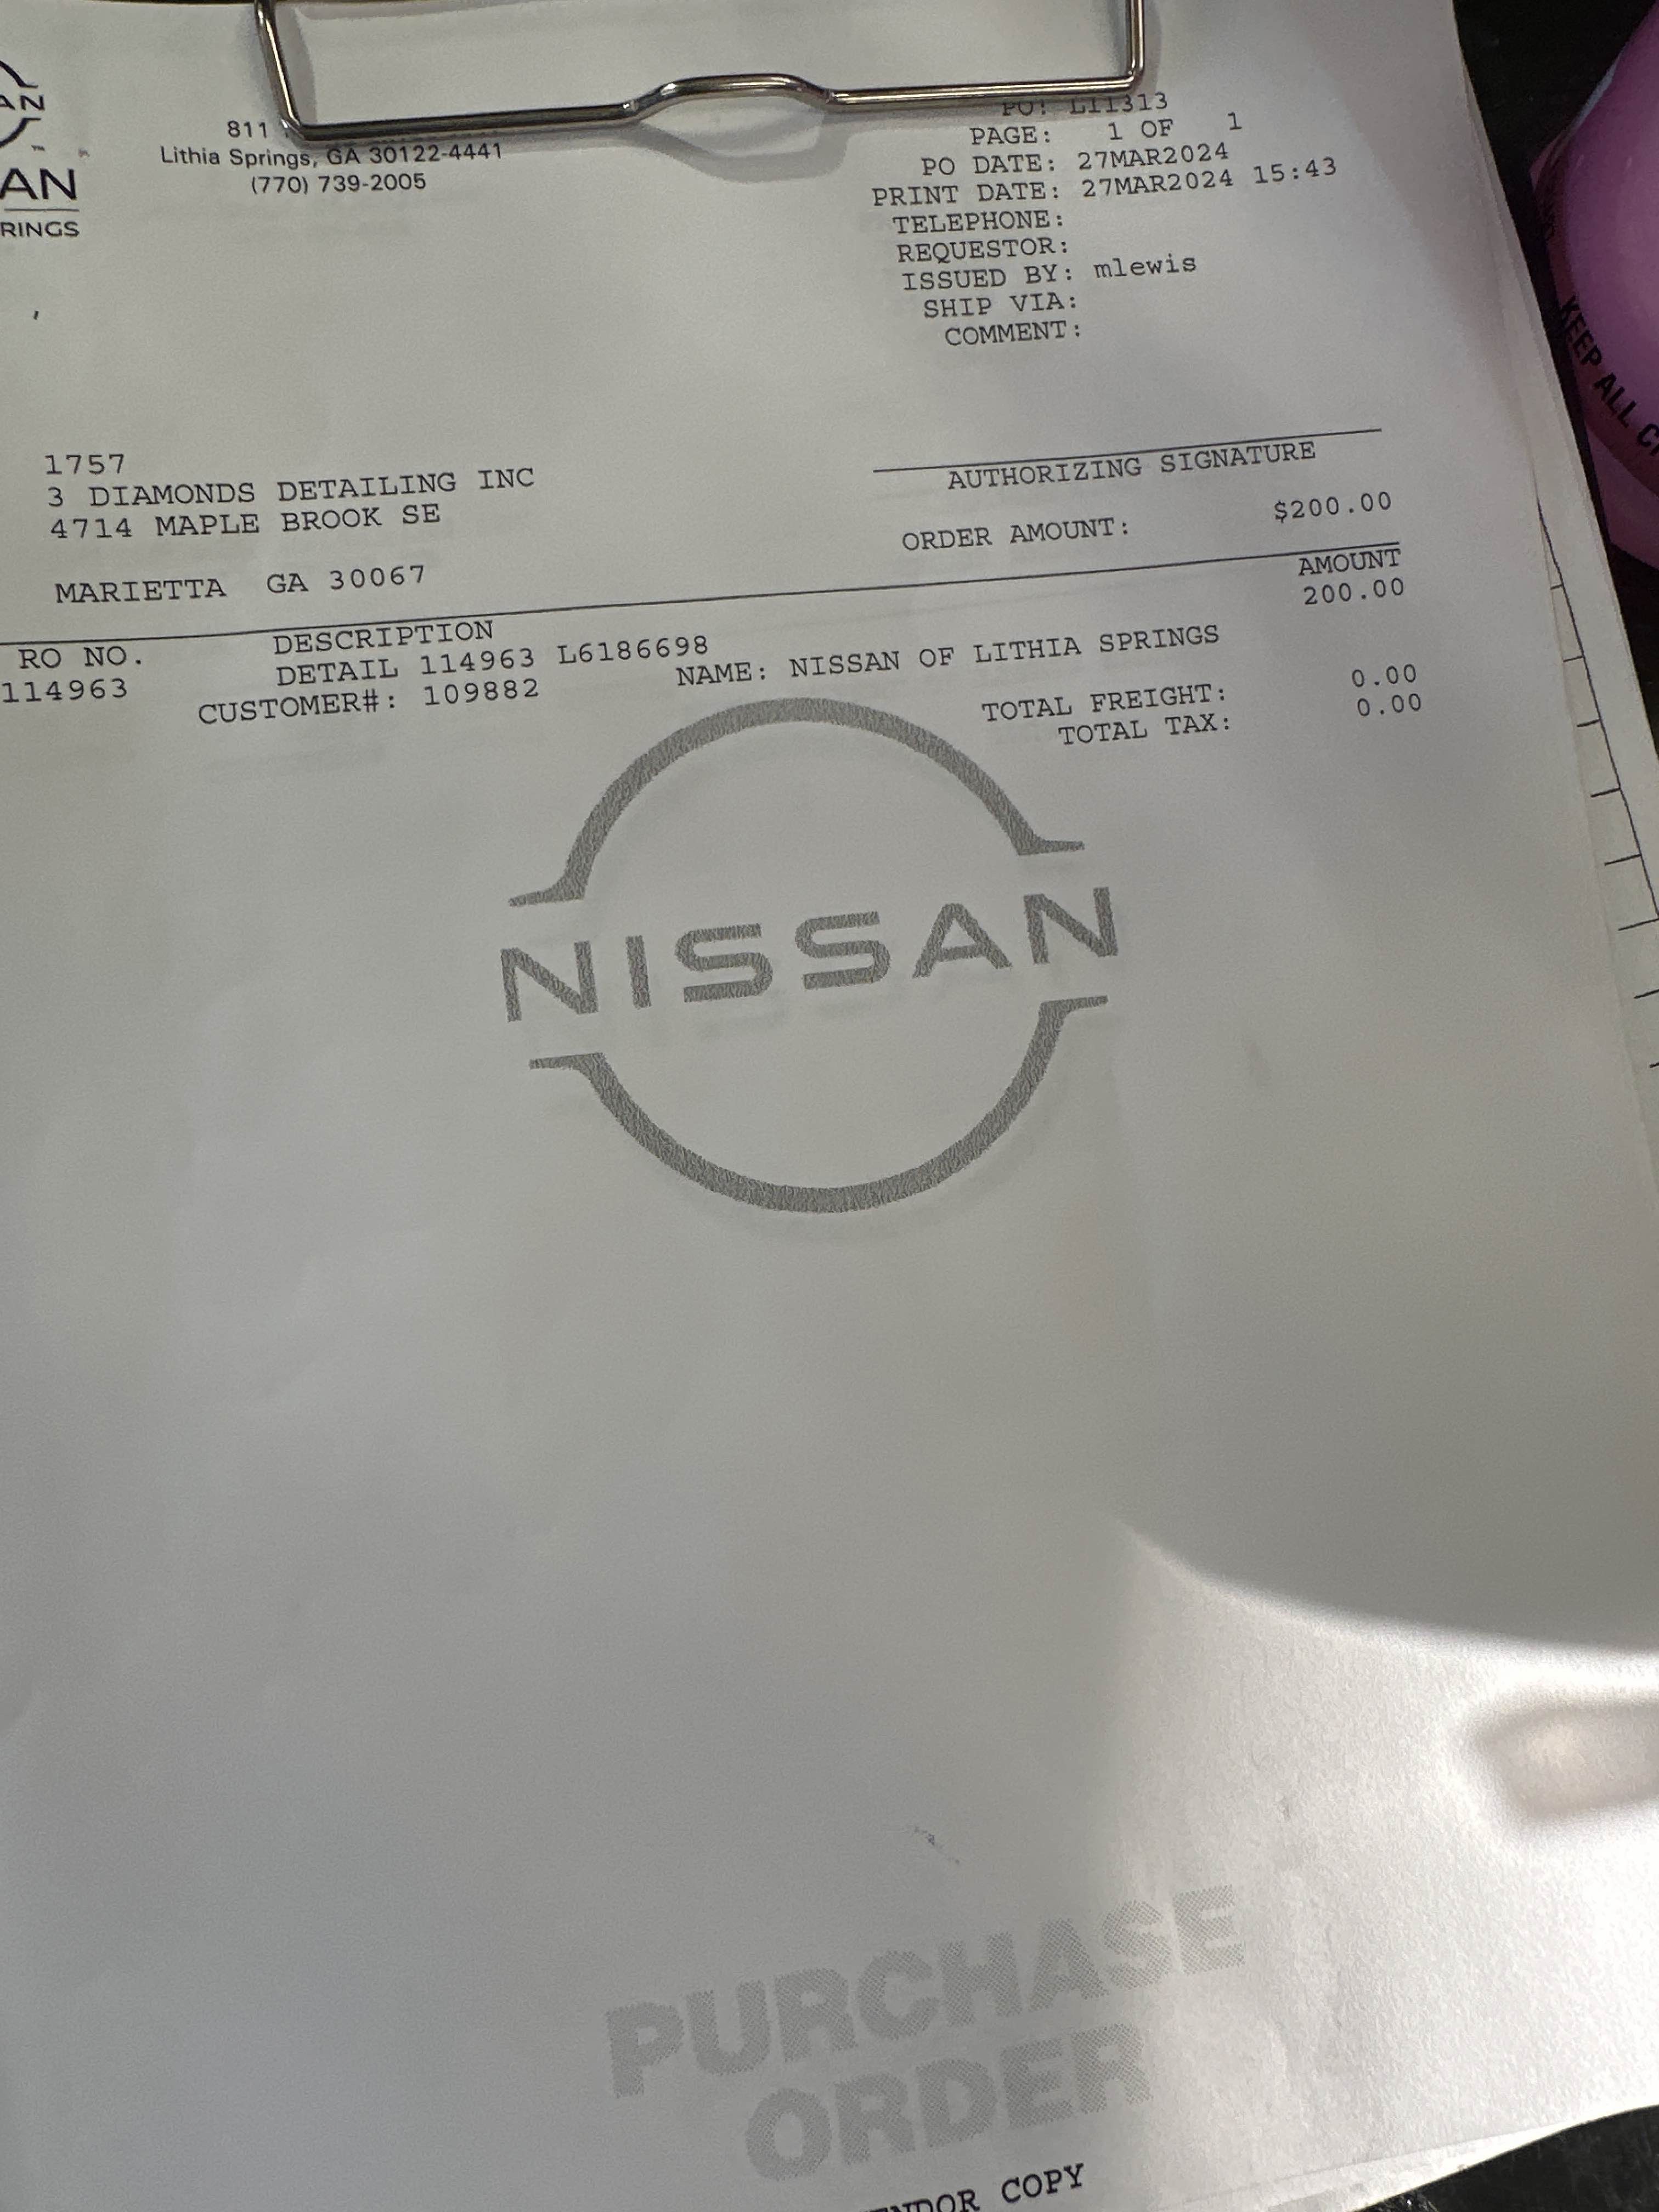 AN
AN
RINGS
811
Lithia Springs, GA 30122-4441
(770) 739-2005
PO: L11313
PAGE: 1 OF 1
PO DATE: 27MAR2024
PRINT DATE: 27MAR2024 15:43
TELEPHONE:
REQUESTOR:
ISSUED BY: mlewis
SHIP VIA:
COMMENT:
1757
3 DIAMONDS DETAILING INC
4714 MAPLE BROOK SE
MARIETTA GA 30067
AUTHORIZING SIGNATURE
ORDER AMOUNT: $200.00
RO NO. DESCRIPTION AMOUNT
114963 DETAIL 114963 L6186698 200.00
CUSTOMER#: 109882 NAME: NISSAN OF LITHIA SPRINGS
TOTAL FREIGHT: 0.00
TOTAL TAX: 0.00
NISSAN
PURCHASE
ORDER
NDOR COPY
KEEP ALL